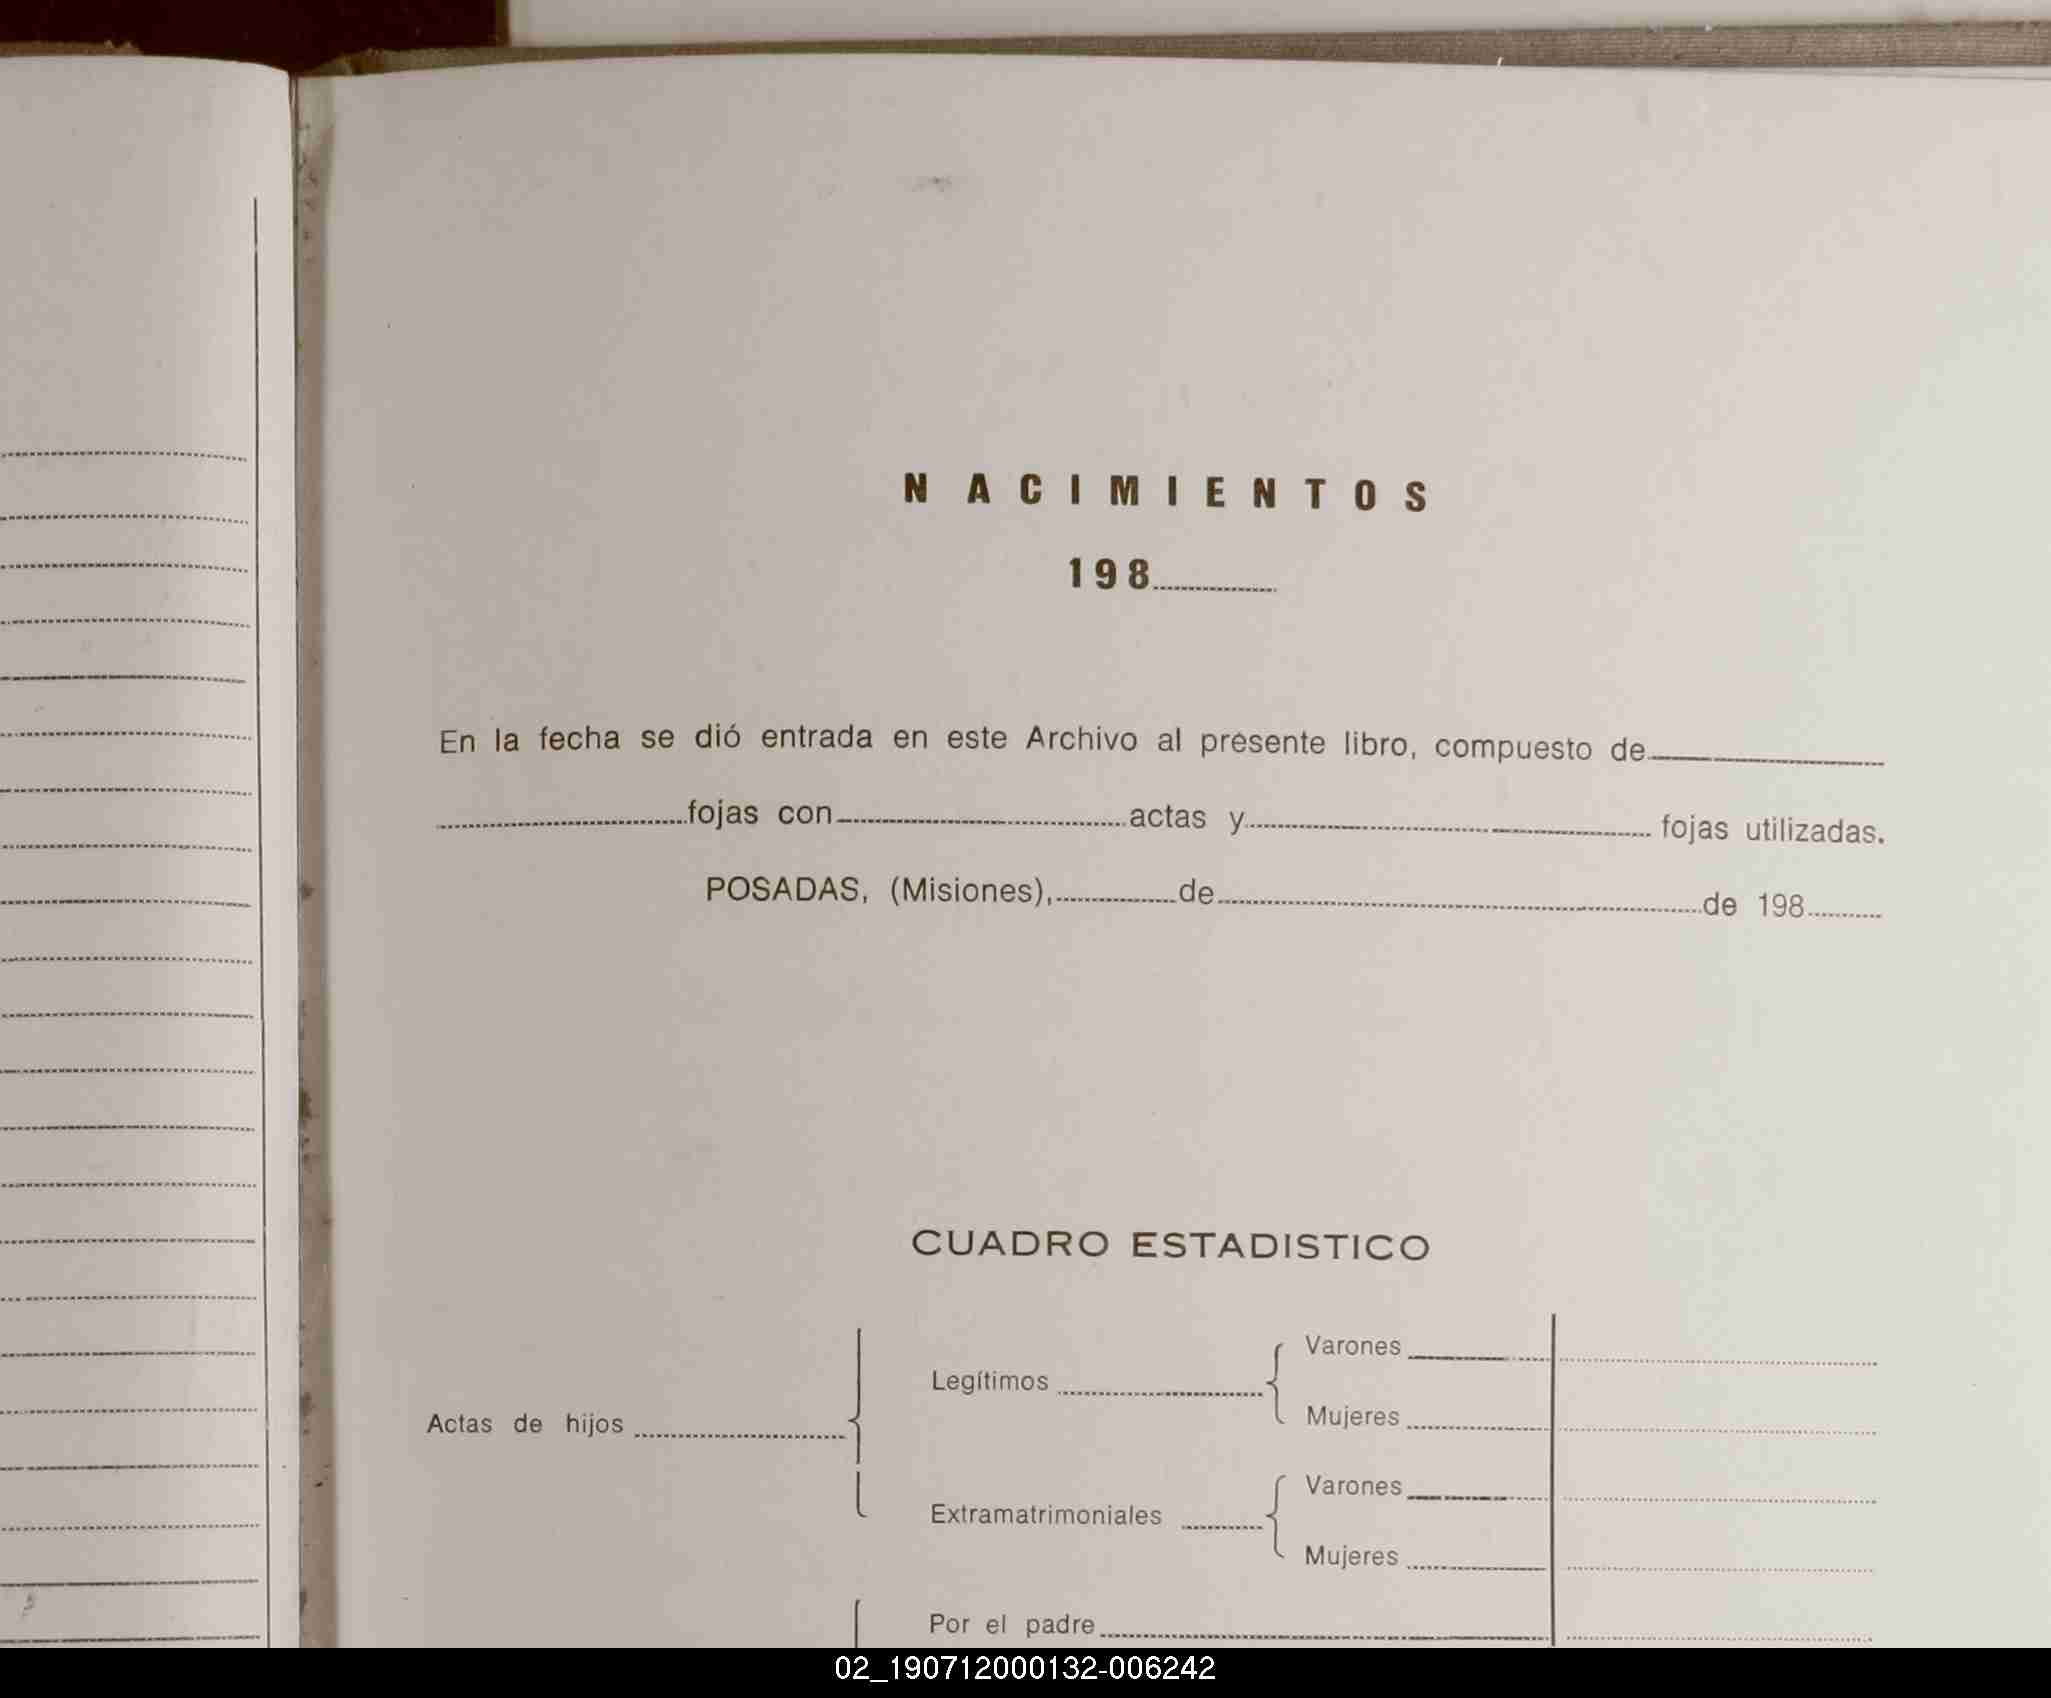 NACIMIENTOS
198
En la fecha se dió entrada en este Archivo al presente libro, compuesto de
fojas con actas y fojas utilizadas.
POSADAS, (Misiones), de de 198
CUADRO ESTADISTICO
Varones
Legítimos
Mujeres
Actas de hijos
Varones
Extramatrimoniales
Mujeres
Por el padre
02_190712000132-006242